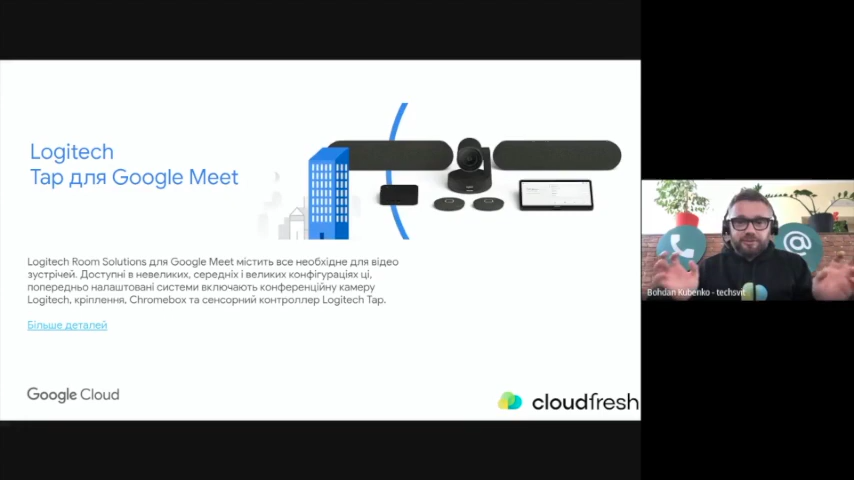 Logitech
Tap для Google Meet
Logitech Room Solutions для Google Meet містить все необхідне для відео
зустрічей. Доступні в невеликих, середніх і великих конфігураціях ці,
попередньо налаштовані системи включають конференційну камеру
Logitech, кріплення, Chromebox та сенсорний контроллер Logitech Tap.
Більше деталей
Google Cloud
cloudfresh
Bohdan Kubenko - techsvit